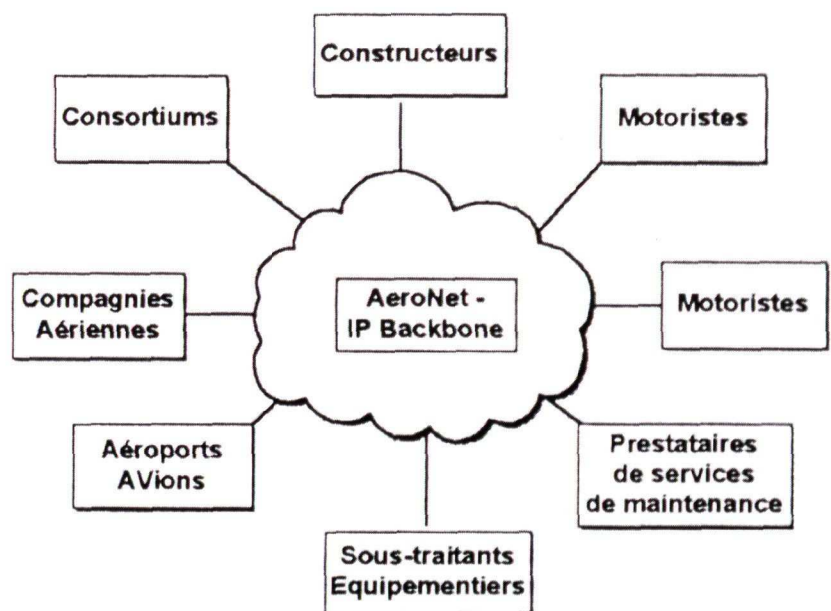 Constructeurs
Consortiums
Motoristes
Compagnies
Aériennes
AeroNet -
IP Backbone
Motoristes
Aéroports
AVions
Prestataires
de services
de maintenance
Sous-traitants
Equipementiers